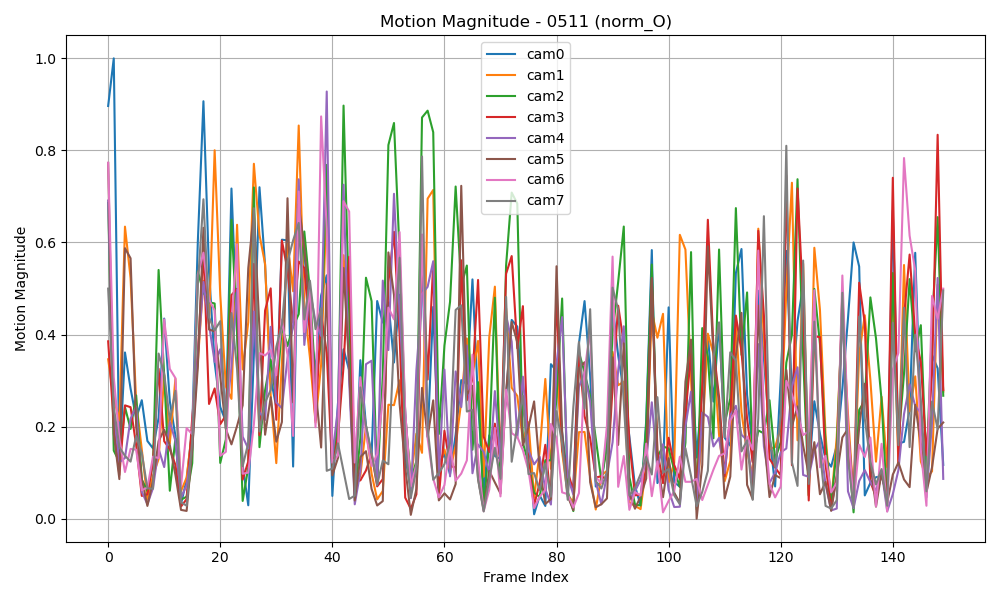 Motion Magnitude - 0511 (norm_O)
Motion Magnitude
1.0
0.8
0.6
0.4
0.2
0.0
cam0
cam1
cam2
cam3
cam4
cam5
cam6
cam7
0
20
40
60
80
100
120
140
Frame Index